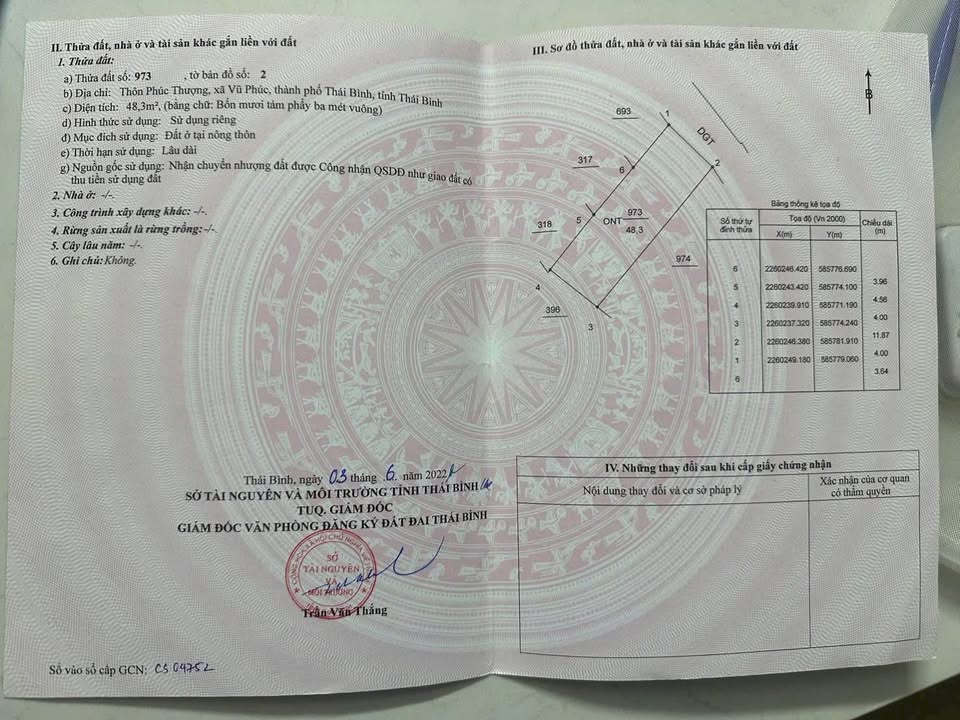 II. Thửa đất, nhà ở và tài sản khác gắn liền với đất
1. Thửa đất:
a) Thửa đất số: 973 , tờ bản đồ số: 2
b) Địa chỉ: Thôn Phúc Thượng, xã Vũ Phúc, thành phố Thái Bình, tỉnh Thái Bình
c) Diện tích: 48,3m², (bằng chữ: Bốn mươi tám phẩy ba mét vuông)
d) Hình thức sử dụng: Sử dụng riêng
đ) Mục đích sử dụng: Đất ở tại nông thôn
e) Thời hạn sử dụng: Lâu dài
g) Nguồn gốc sử dụng: Nhận chuyển nhượng đất được Công nhận QSDĐ như giao đất có
thu tiền sử dụng đất
2. Nhà ở: -/-.
3. Công trình xây dựng khác: -/-.
4. Rừng sản xuất là rừng trồng:-/-.
5. Cây lâu năm: -/-.
6. Ghi chú:Không.
Thái Bình, ngày 03 tháng .6. năm 2022
SỞ TÀI NGUYÊN VÀ MÔI TRƯỜNG TỈNH THÁI BÌNH
TUQ. GIÁM ĐỐC
GIÁM ĐỐC VĂN PHÒNG ĐĂNG KÝ ĐẤT ĐAI THÁI BÌNH
SỞ
TÀI NGUYÊN
VÀ
MÔI TRƯỜNG
Trần Văn Thắng
Số vào sổ cấp GCN: CS 04752
III. Sơ đồ thửa đất, nhà ở và tài sản khác gắn liền với đất
B
693
1
DGT
2
317
6
318
5
ONT
973
48,3
974
4
396
3
Bảng thống kê tọa độ
Số thứ tự đỉnh thửa Tọa độ (Vn 2000) Chiều dài (m)
X(m) Y(m)
6 2260246.420 585776.690
3.96
5 2260243.420 585774.100
4.56
4 2260239.910 585771.190
4.00
3 2260237.320 585774.240
11.87
2 2260246.380 585781.910
4.00
1 2260249.180 585779.060
3.64
6
IV. Những thay đổi sau khi cấp giấy chứng nhận
Nội dung thay đổi và cơ sở pháp lý
Xác nhận của cơ quan
có thẩm quyền